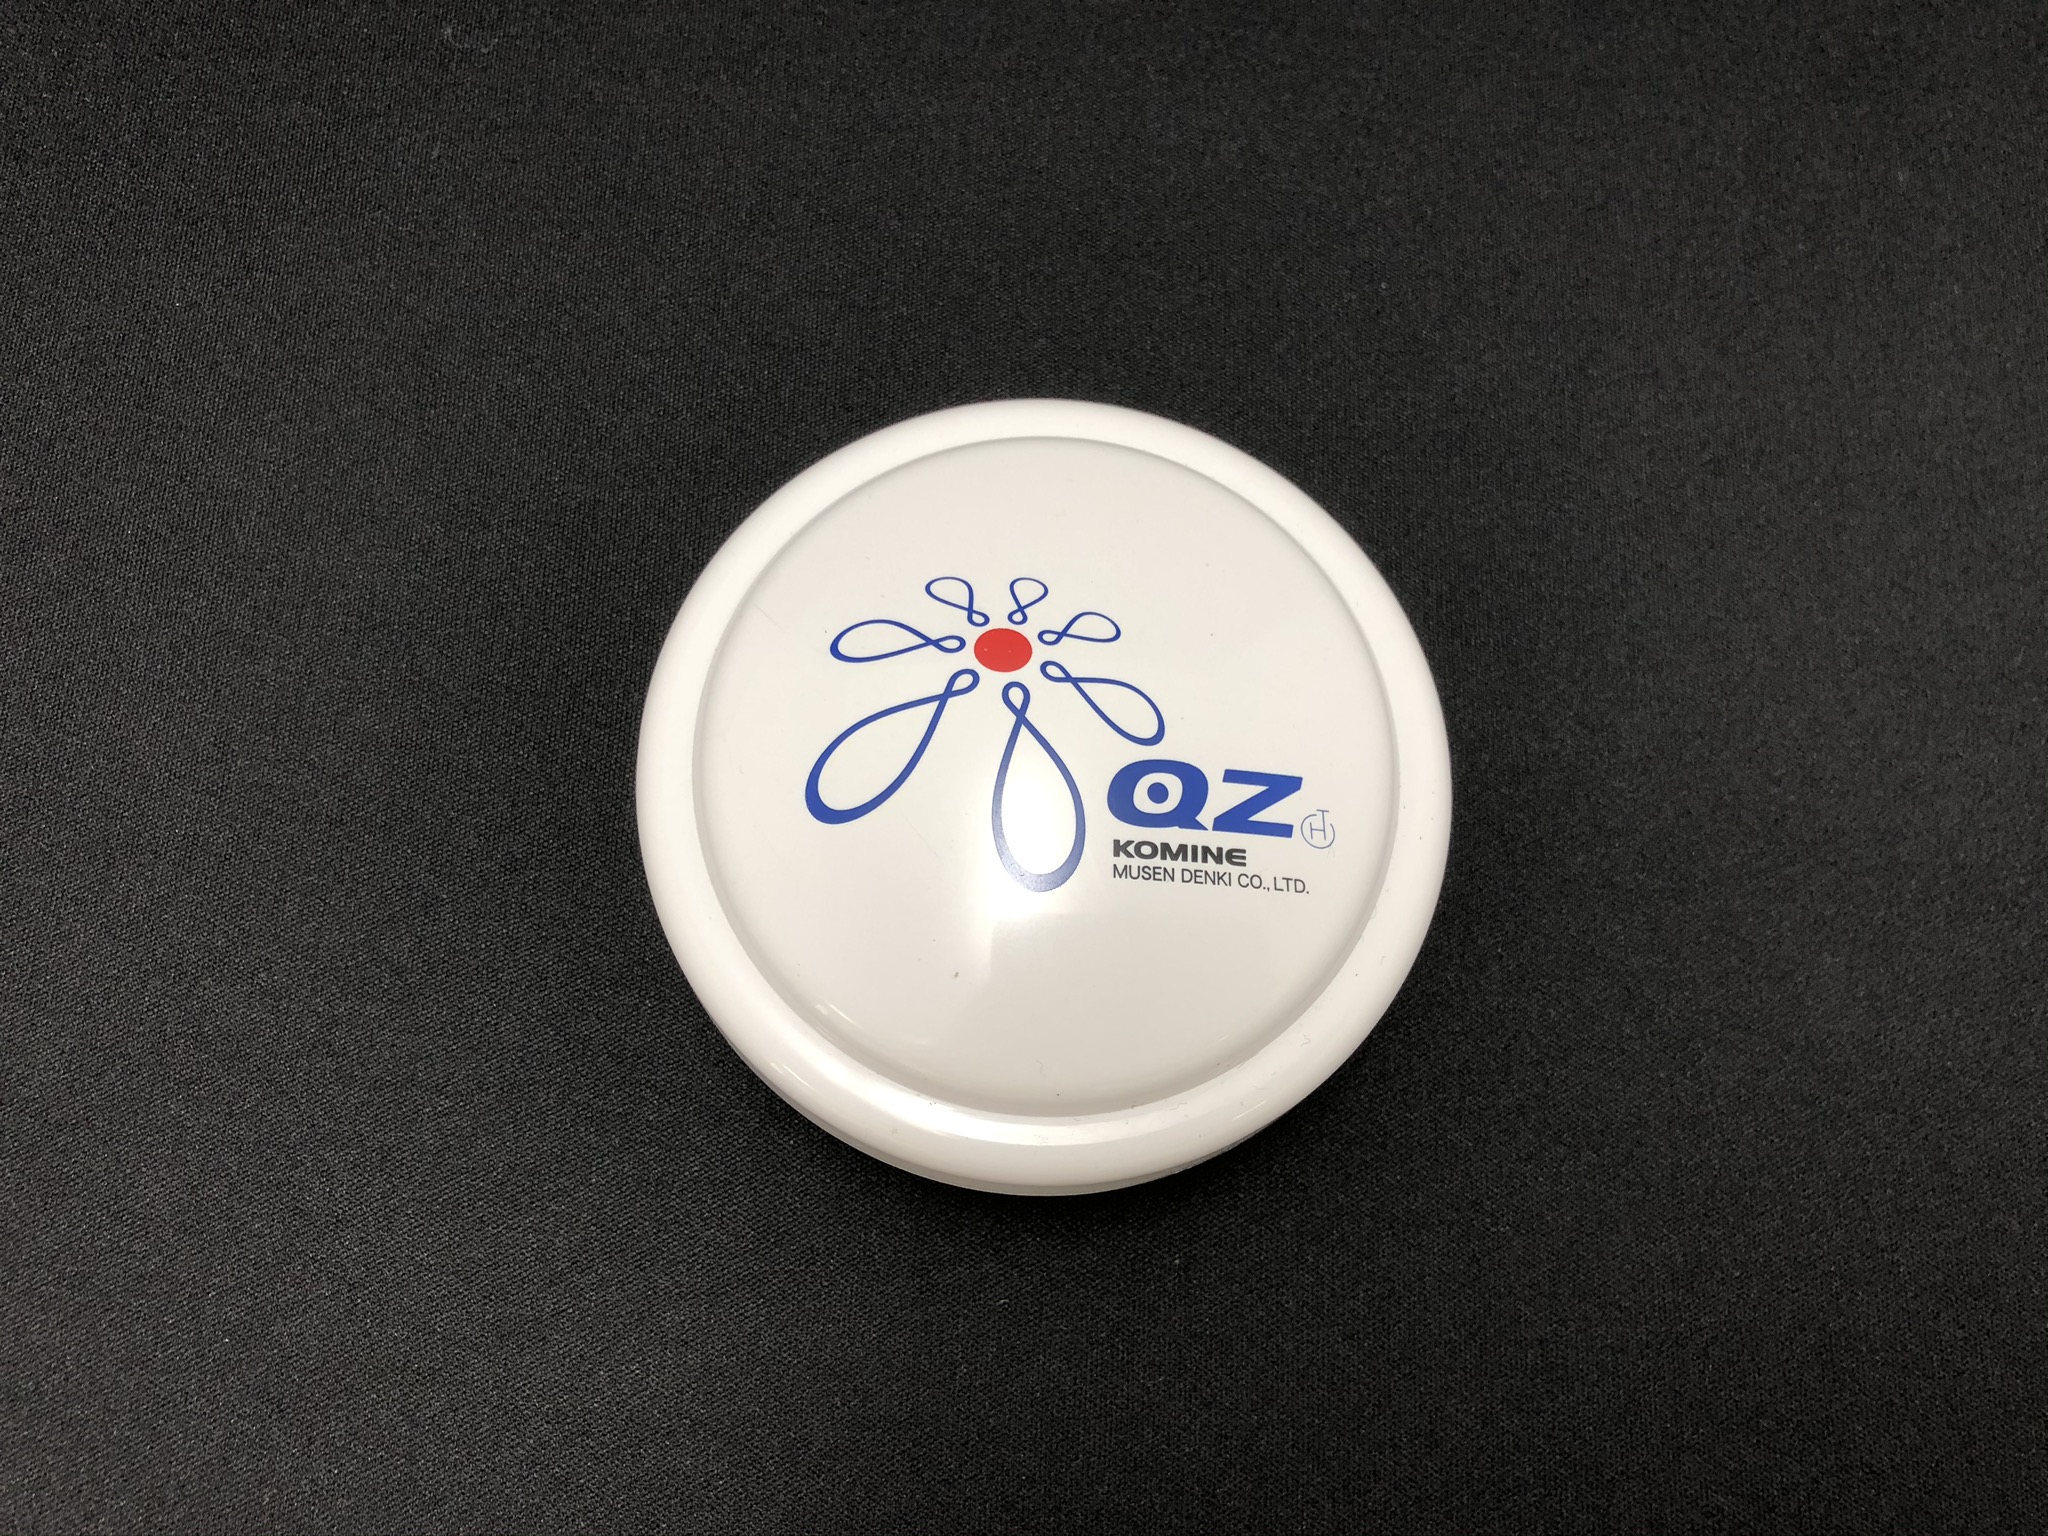 QZ
KOMINE
MUSEN DENKI CO., LTD.